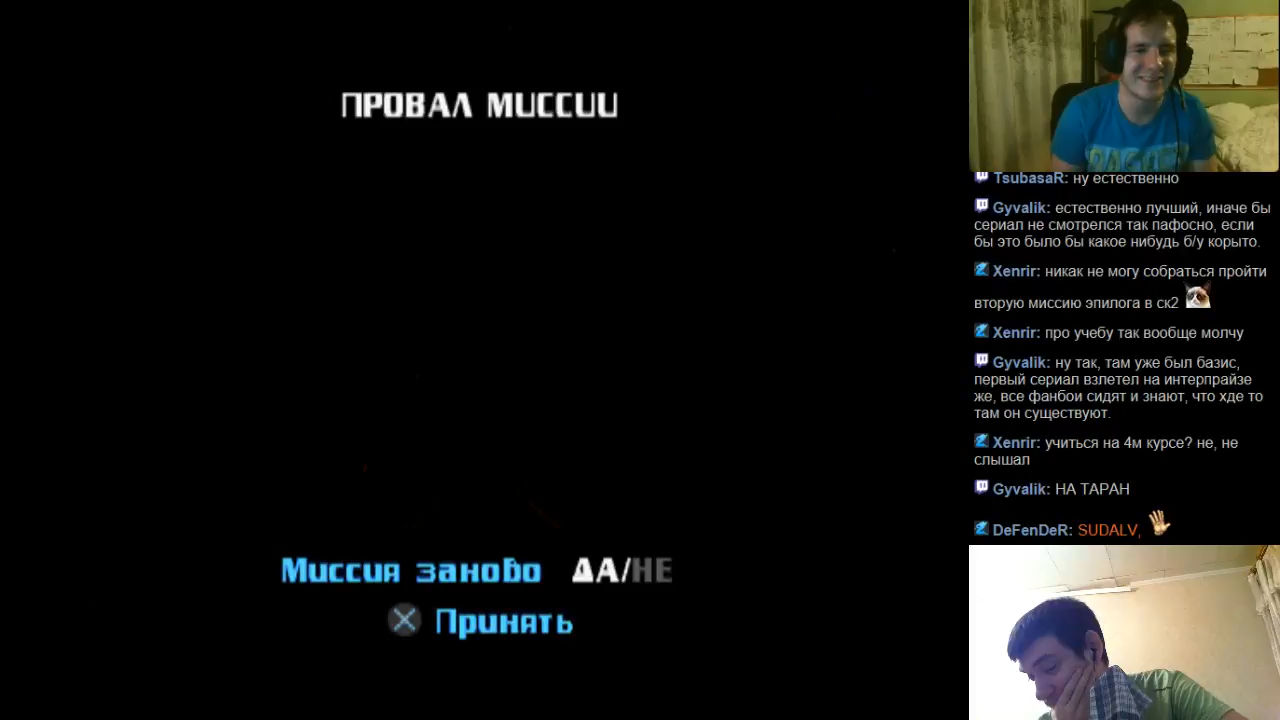 ПРОВАЛ МИССИИ
Миссия заново ДА/НЕ
Принять
TsubasaR: ну естественно
Gyvalik: естественно лучший, иначе бы
сериал не смотрелся так пафосно, если
бы это было бы какое нибудь б/у корыто.
Xenrir: никак не могу собраться пройти
вторую миссию эпилога в ск2
Xenrir: про учебу так вообще молчу
Gyvalik: ну так, там уже был базис,
первый сериал взлетел на интерпрайзе
же, все фанбои сидят и знают, что хде то
там он существуют.
Xenrir: учиться на 4м курсе? не, не
слышал
Gyvalik: НА ТАРАН
DeFenDeR: SUDALV,